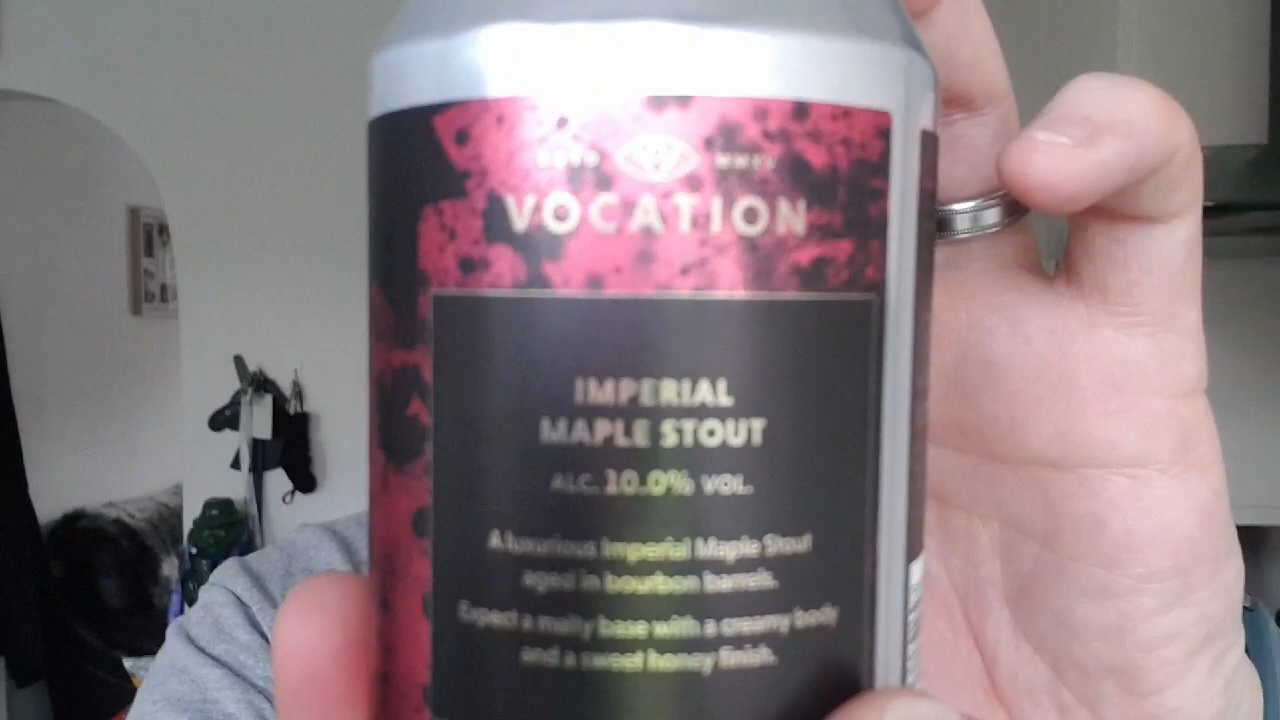 VOCATION
IMPERIAL
MAPLE STOUT
ALC. 10.0% VOL.
A luxurious Imperial Maple Stout
aged in bourbon barrels.
Expect a malty base with a creamy body
and a sweet honey finish.